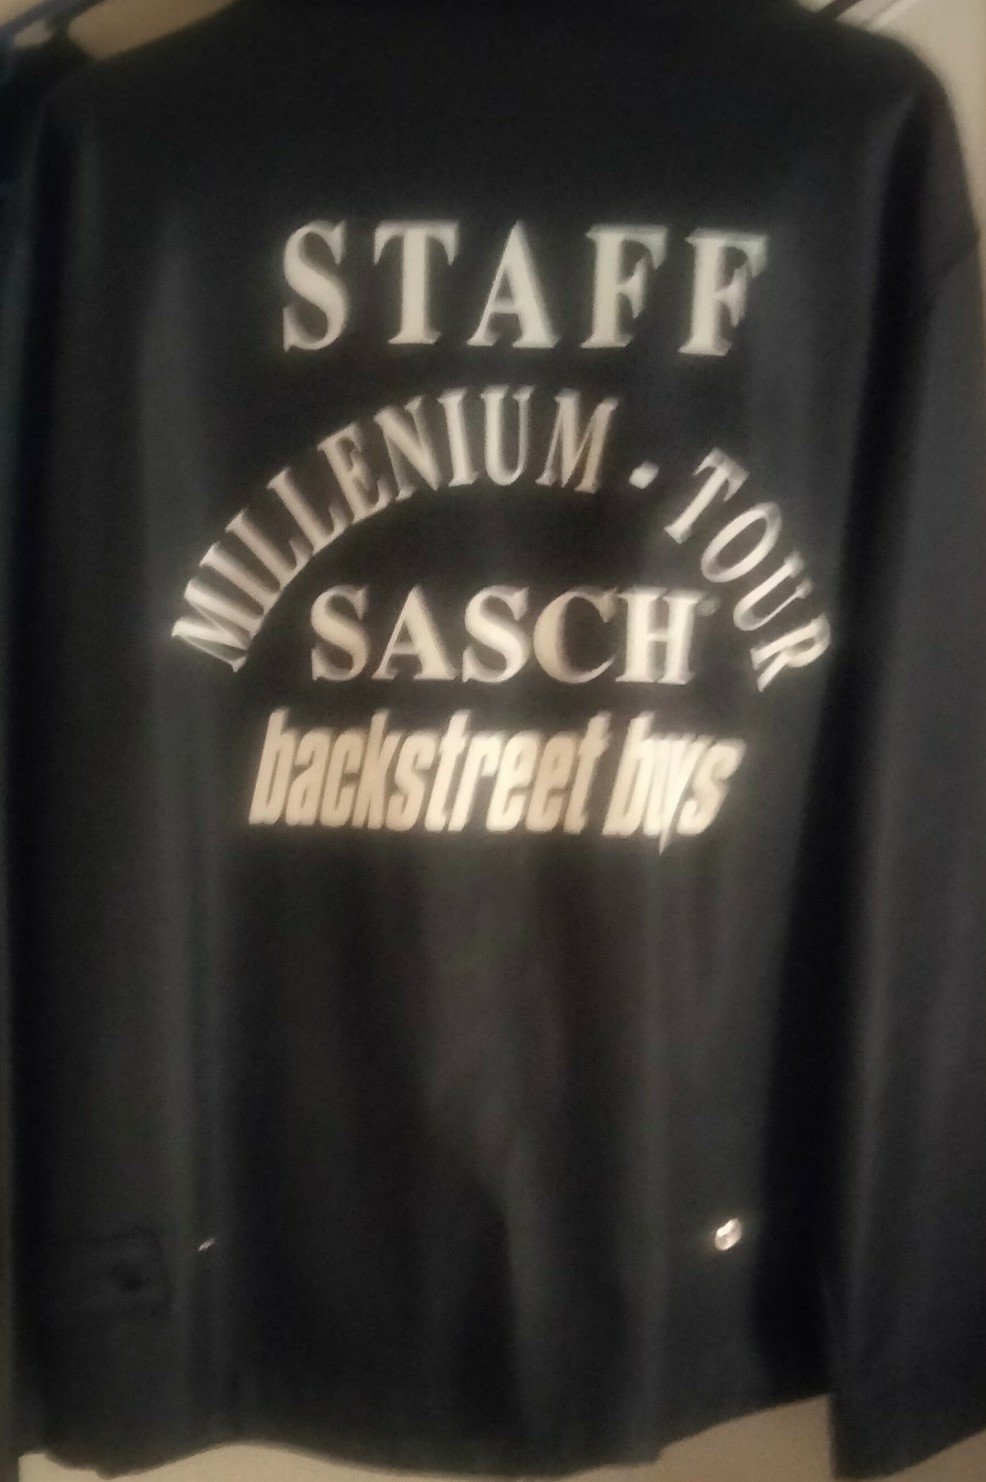 STAFF
MILLENIUM · TOUR
SASCH
backstreet boys